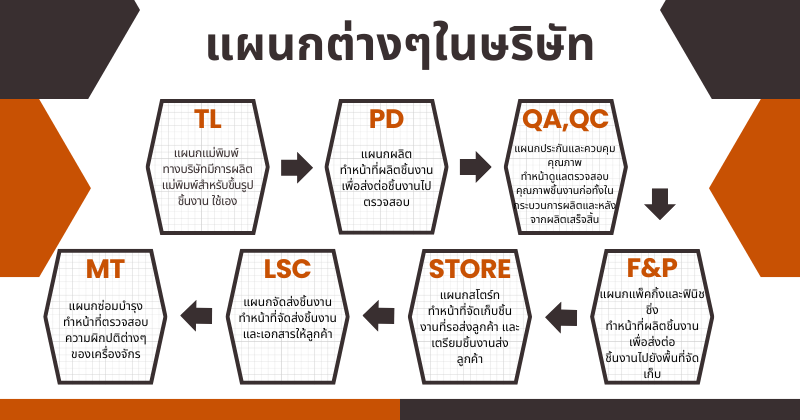 แผนกต่างๆในษริษัท
TL
แผนกแม่พิมพ์
ทางบริษัทมีการผลิต
แม่พิมพ์สำหรับขึ้นรูป
ชิ้นงาน ใช้เอง
PD
แผนกผลิต
ทำหน้าที่ผลิตชิ้นงาน
เพื่อส่งต่อชิ้นงานไป
ตรวจสอบ
QA,QC
แผนกประกันและควบคุม
คุณภาพ
ทำหน้าดูแลตรวจสอบ
คุณภาพชิ้นงานก่อทั้งใน
กระบวนการผลิตและหลัง
จากผลิตเสร็จสิ้น
MT
แผนกซ่อมบำรุง
ทำหน้าที่ตรวจสอบ
ความผิกปติต่างๆ
ของเครื่องจักร
LSC
แผนกจัดส่งชิ้นงาน
ทำหน้าที่จัดส่งชิ้นงาน
และเอกสารให้ลูกค้า
STORE
แผนกสโตร์ท
ทำหน้าที่จัดเก็บชิ้น
งานที่รอส่งลูกค้า และ
เตรียมชิ้นงานส่ง
ลูกค้า
F&P
แผนกแพ็คกิ้งและฟินิช
ซิ่ง
ทำหน้าที่ผลิตชิ้นงาน
เพื่อส่งต่อ
ชิ้นงานไปยังพื้นที่จัด
เก็บ